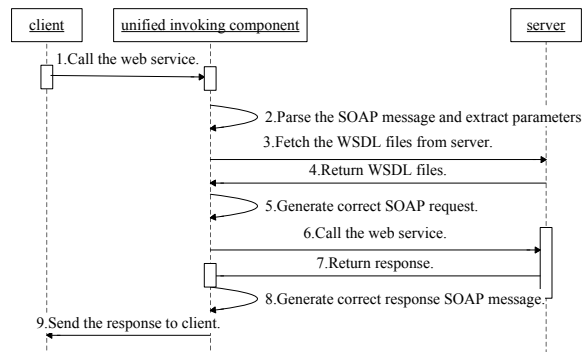 client
unified invoking component
server
1.Call the web service.
2.Parse the SOAP message and extract parameters
3.Fetch the WSDL files from server.
4.Return WSDL files.
5.Generate correct SOAP request.
6.Call the web service.
7.Return response.
8.Generate correct response SOAP message.
9.Send the response to client.